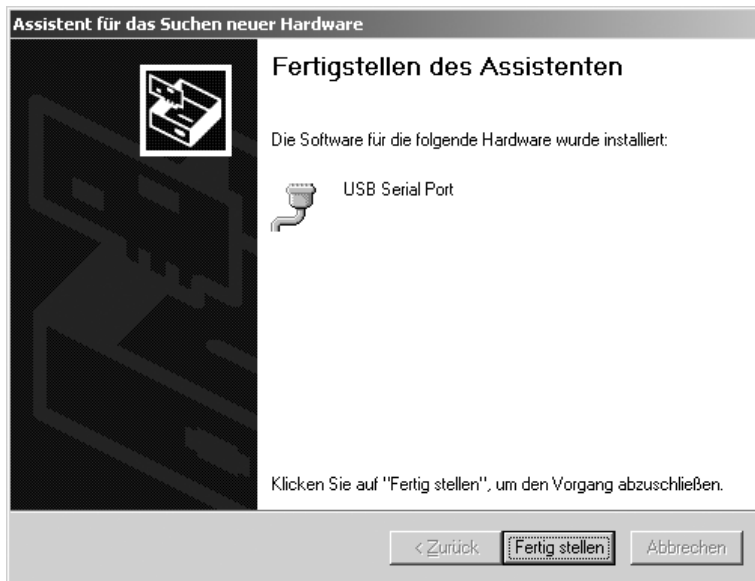 Assistent für das Suchen neuer Hardware
Fertigstellen des Assistenten
Die Software für die folgende Hardware wurde installiert:
USB Serial Port
Klicken Sie auf "Fertig stellen", um den Vorgang abzuschließen.
< Zurück Fertig stellen Abbrechen